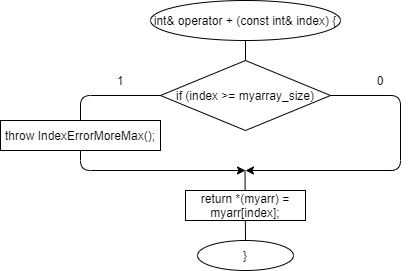 int& operator + (const int& index) {
1
0
if (index >= myarray_size)
throw IndexErrorMoreMax();
return *(myarr) =
myarr[index];
}